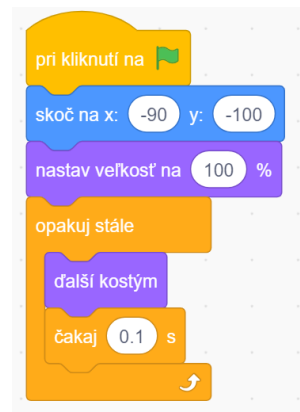 pri kliknutí na
skoč na x: -90 y: -100
nastav veľkosť na 100 %
opakuj stále
ďalší kostým
čakaj 0.1 s